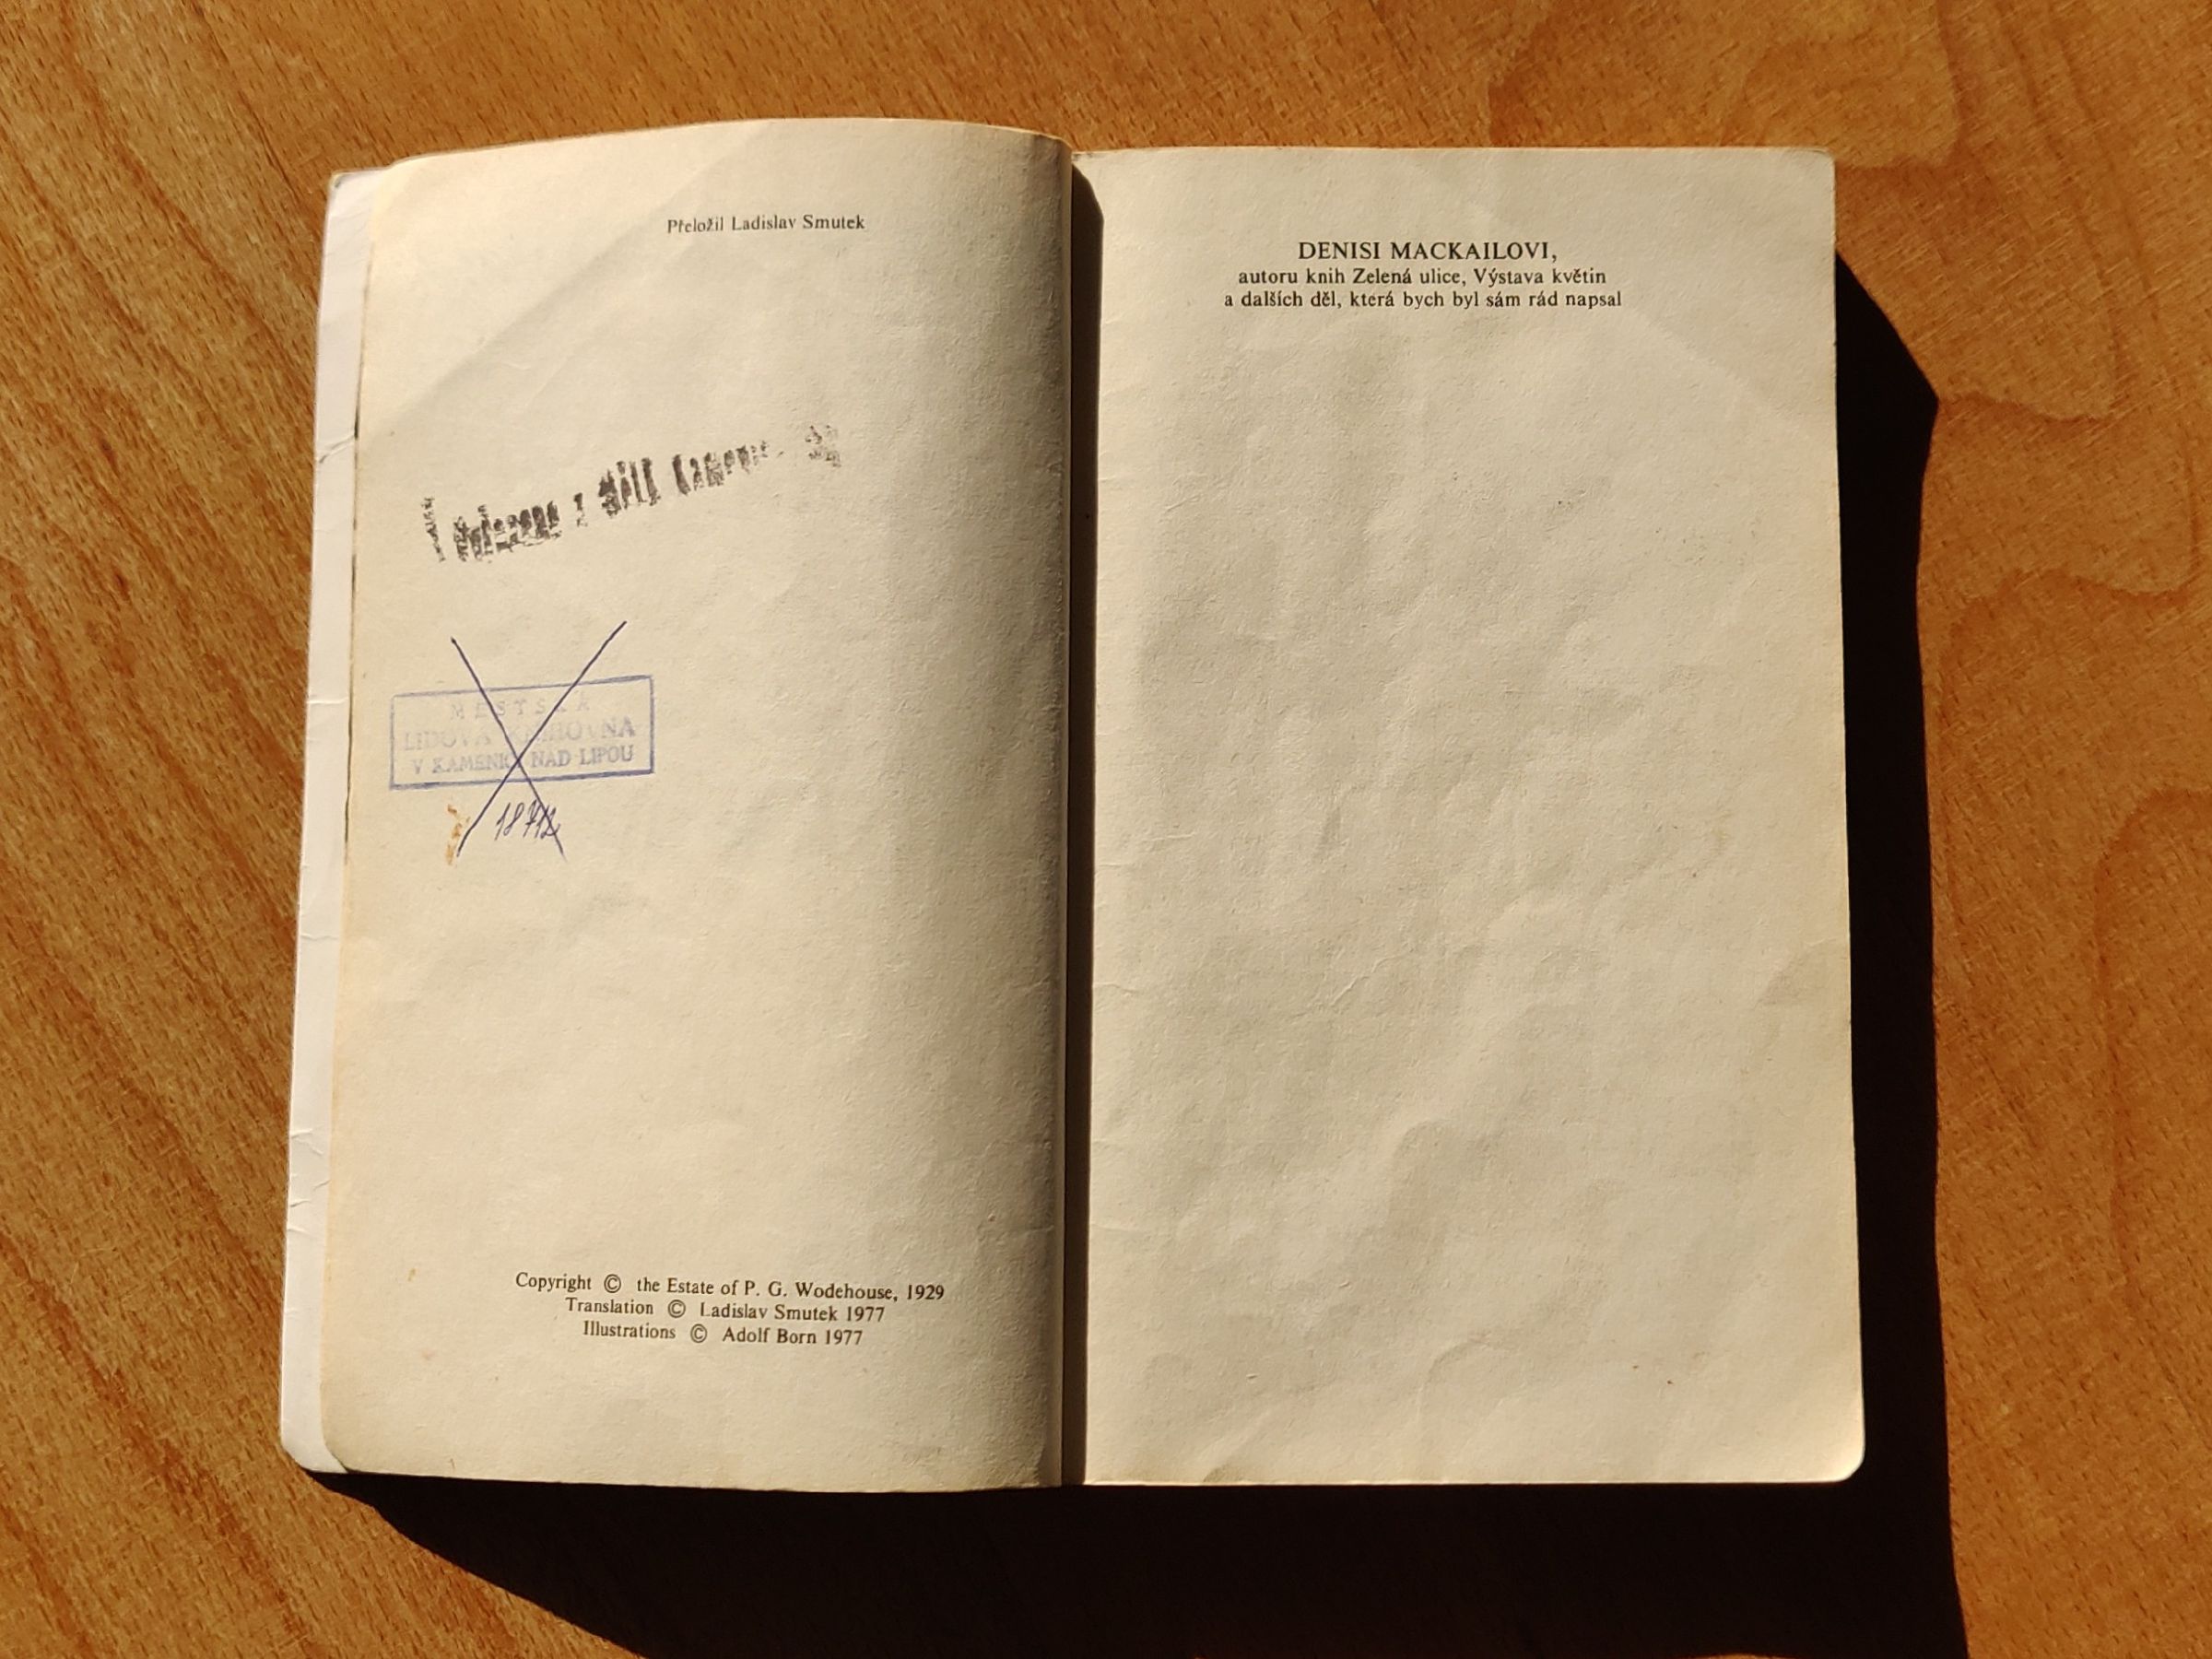 Přeložil Ladislav Smutek
MĚSTSKÁ
LIDOVÁ KNIHOVNA
V KAMENICI NAD LIPOU
18712
Copyright © the Estate of P. G. Wodehouse, 1929
Translation © Ladislav Smutek 1977
Illustrations © Adolf Born 1977
DENISI MACKAILOVI,
autoru knih Zelená ulice, Výstava květin
a dalších děl, která bych byl sám rád napsal